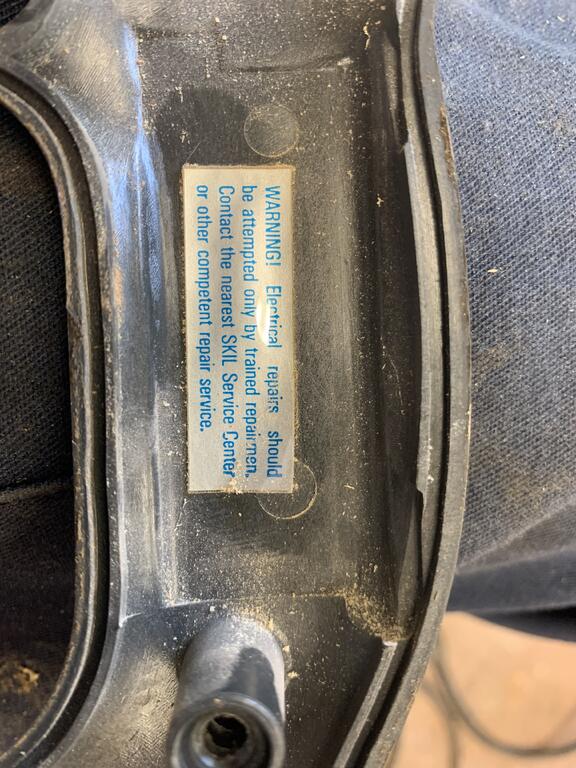 WARNING! Electrical repairs should
be attempted only by trained repairmen.
Contact the nearest SKIL Service Center
or other competent repair service.